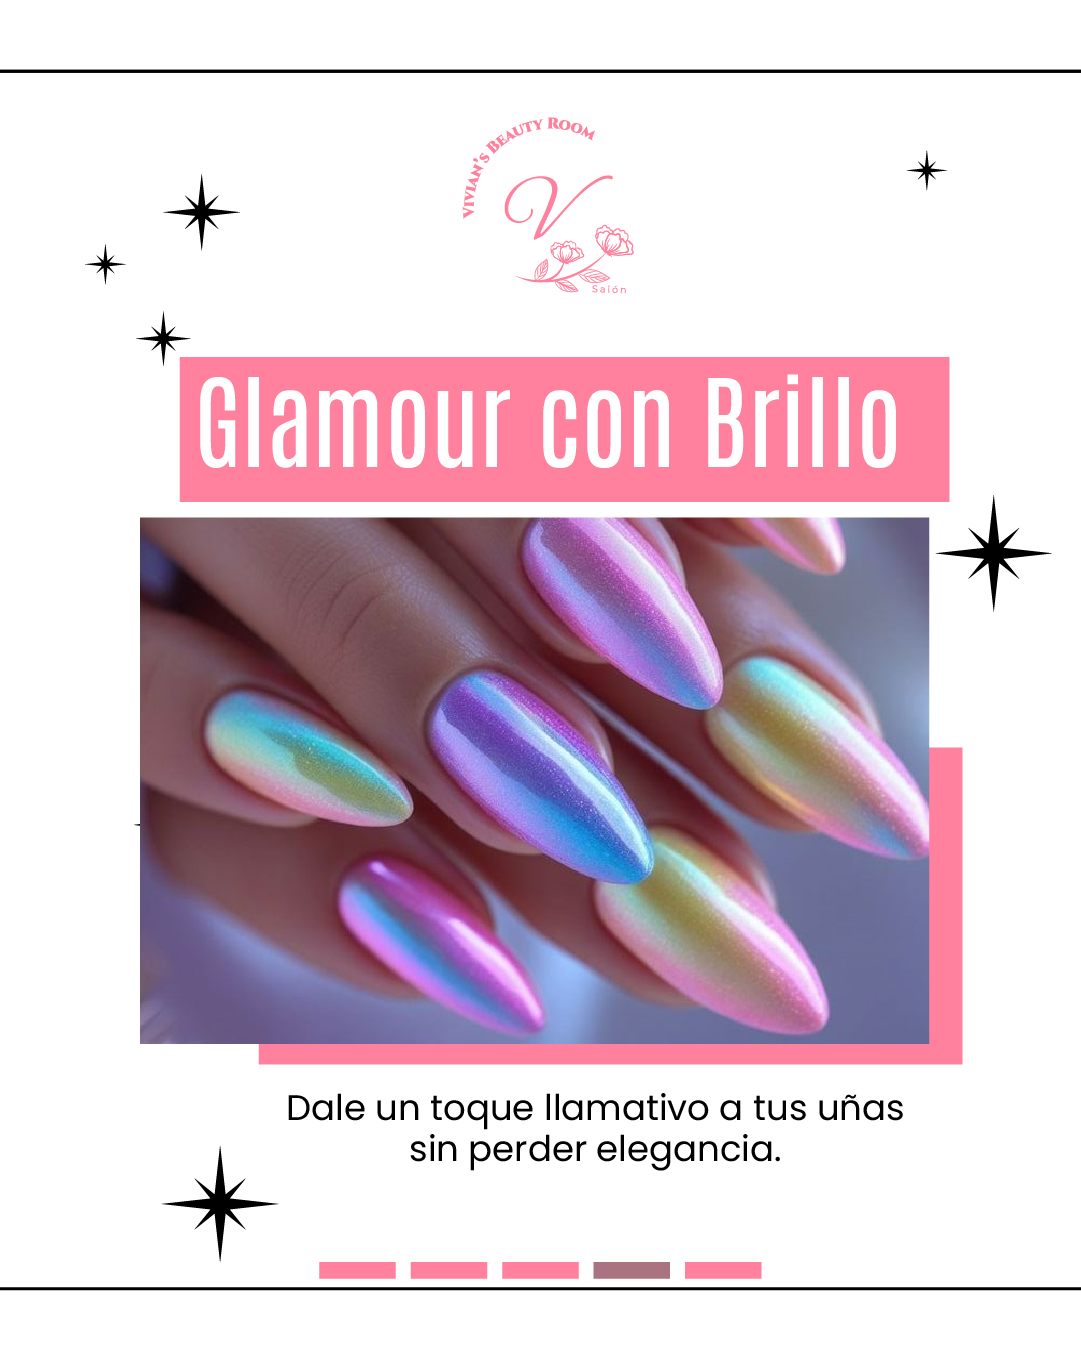 Vivian's Beauty Room
V
Salón
Glamour con Brillo
Dale un toque llamativo a tus uñas
sin perder elegancia.